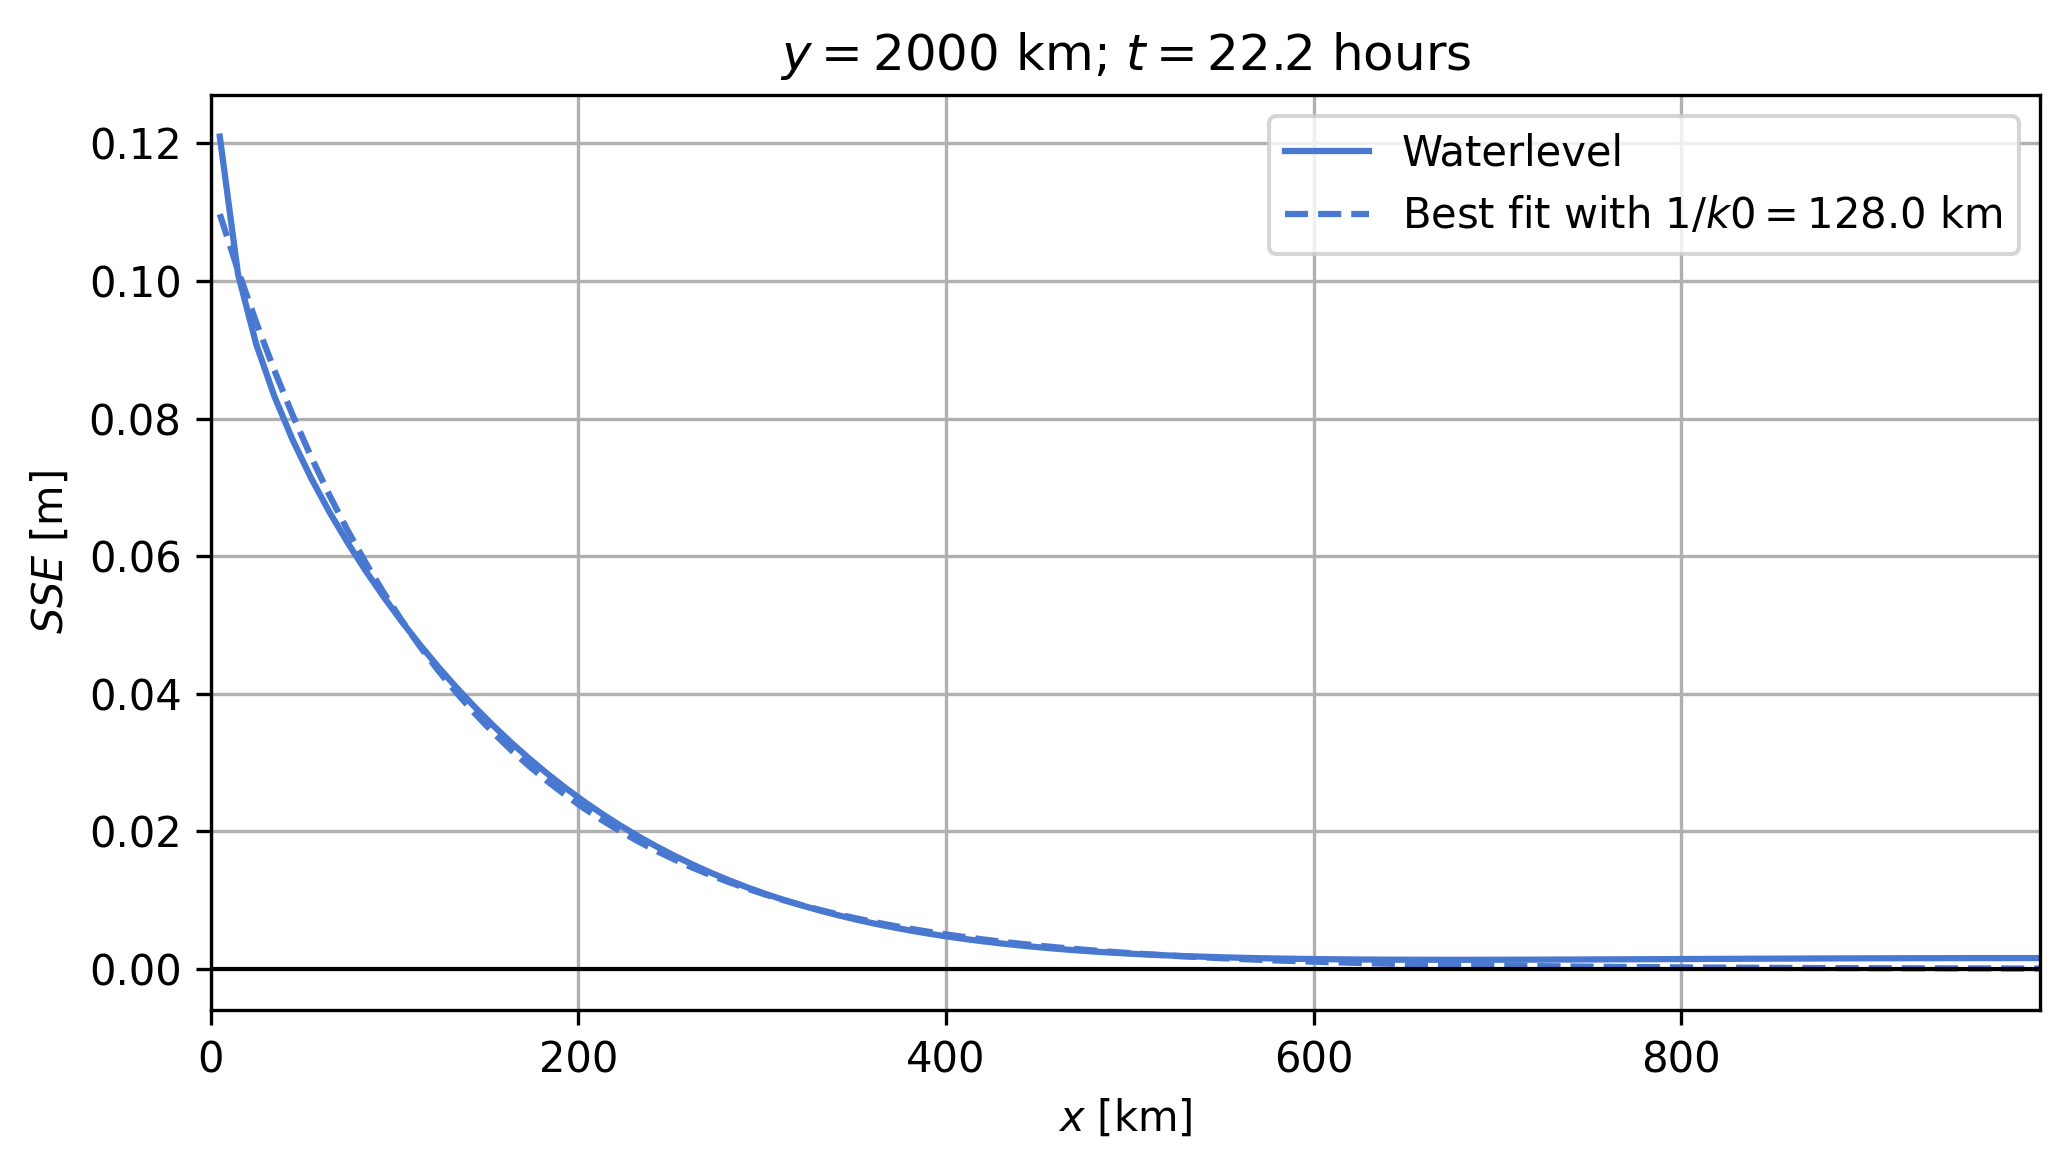 y = 2000 km; t = 22.2 hours
Waterlevel
Best fit with 1/k0 = 128.0 km
SSE [m]
0.12
0.10
0.08
0.06
0.04
0.02
0.00
0 200 400 600 800
x [km]